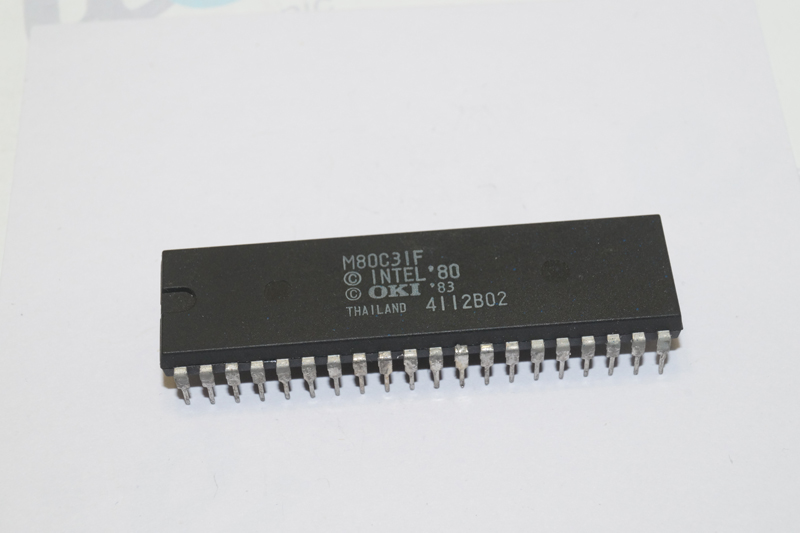 M80C31F
© INTEL '80
© OKI '83
THAILAND 4112B02